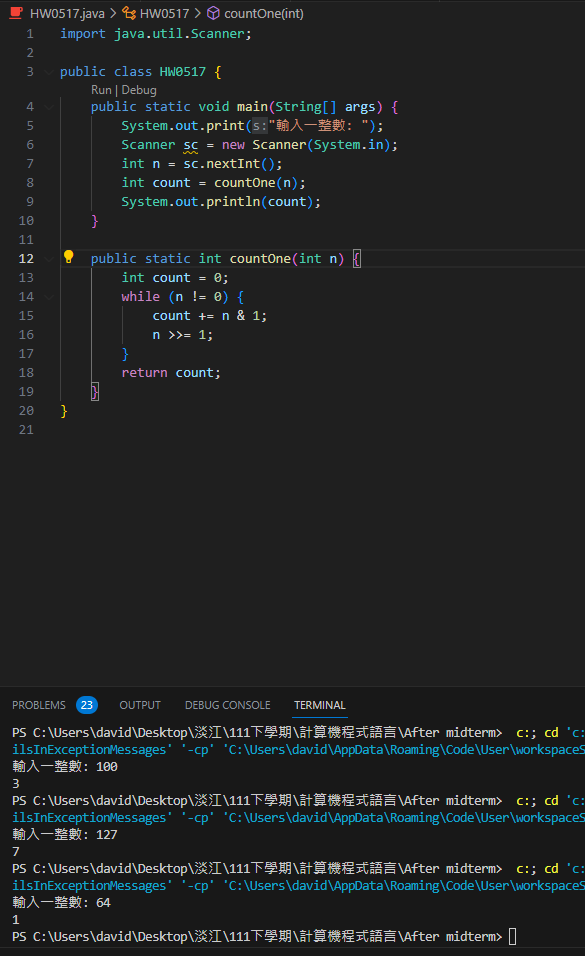 HW0517.java > HW0517 > countOne(int)
1 import java.util.Scanner;
2
3 public class HW0517 {
Run | Debug
4 public static void main(String[] args) {
5 System.out.print(s:"輸入一整數: ");
6 Scanner sc = new Scanner(System.in);
7 int n = sc.nextInt();
8 int count = countOne(n);
9 System.out.println(count);
10 }
11
12 public static int countOne(int n) {
13 int count = 0;
14 while (n != 0) {
15 count += n & 1;
16 n >>= 1;
17 }
18 return count;
19 }
20 }
21
PROBLEMS 23 OUTPUT DEBUG CONSOLE TERMINAL
PS C:\Users\david\Desktop\淡江\111下學期\計算機程式語言\After midterm> c:; cd 'c:
ilsInExceptionMessages' '-cp' 'C:\Users\david\AppData\Roaming\Code\User\workspaceS
輸入一整數: 100
3
PS C:\Users\david\Desktop\淡江\111下學期\計算機程式語言\After midterm> c:; cd 'c:
ilsInExceptionMessages' '-cp' 'C:\Users\david\AppData\Roaming\Code\User\workspaceS
輸入一整數: 127
7
PS C:\Users\david\Desktop\淡江\111下學期\計算機程式語言\After midterm> c:; cd 'c:
ilsInExceptionMessages' '-cp' 'C:\Users\david\AppData\Roaming\Code\User\workspaceS
輸入一整數: 64
1
PS C:\Users\david\Desktop\淡江\111下學期\計算機程式語言\After midterm>